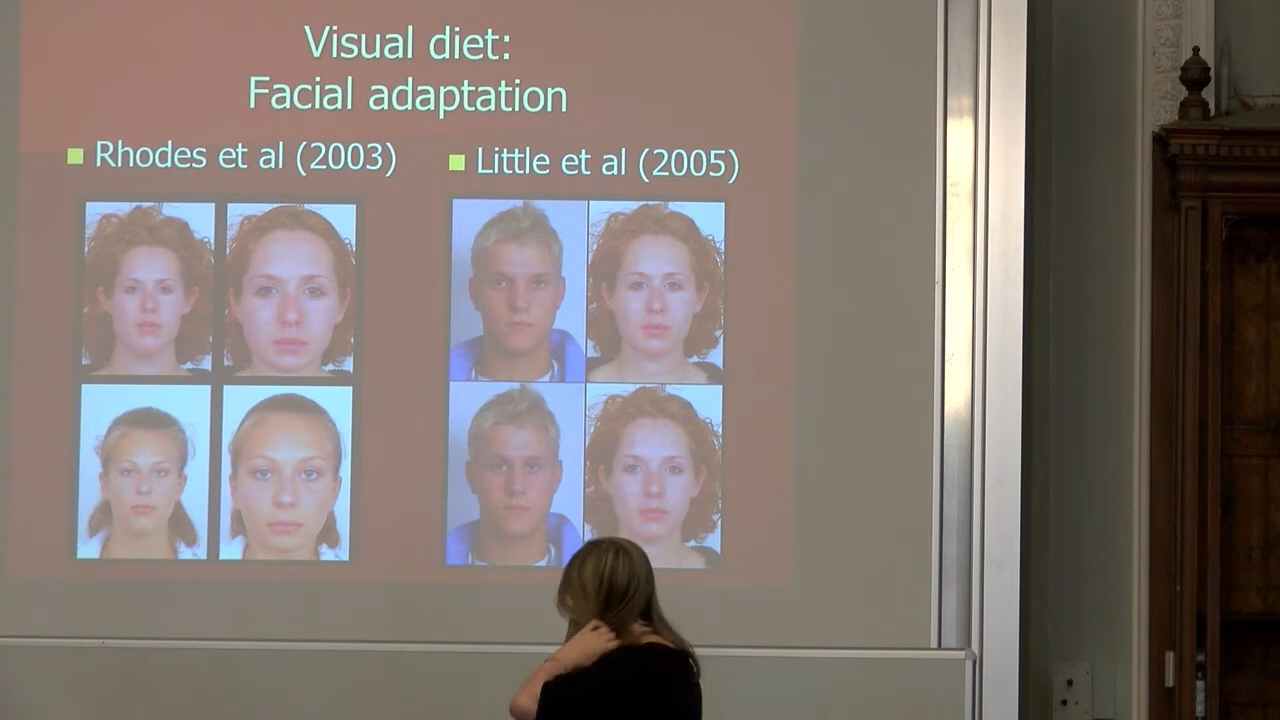 Visual diet:
Facial adaptation
Rhodes et al (2003)
Little et al (2005)